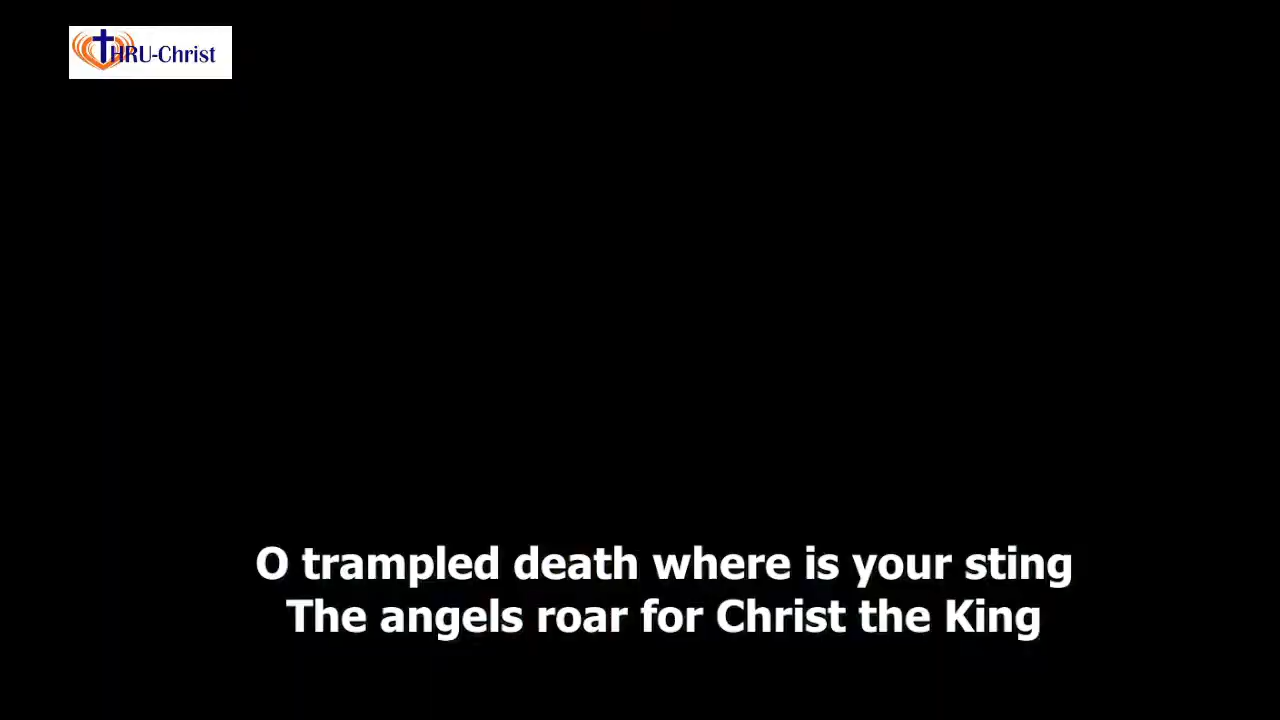 THRU-Christ
O trampled death where is your sting
The angels roar for Christ the King